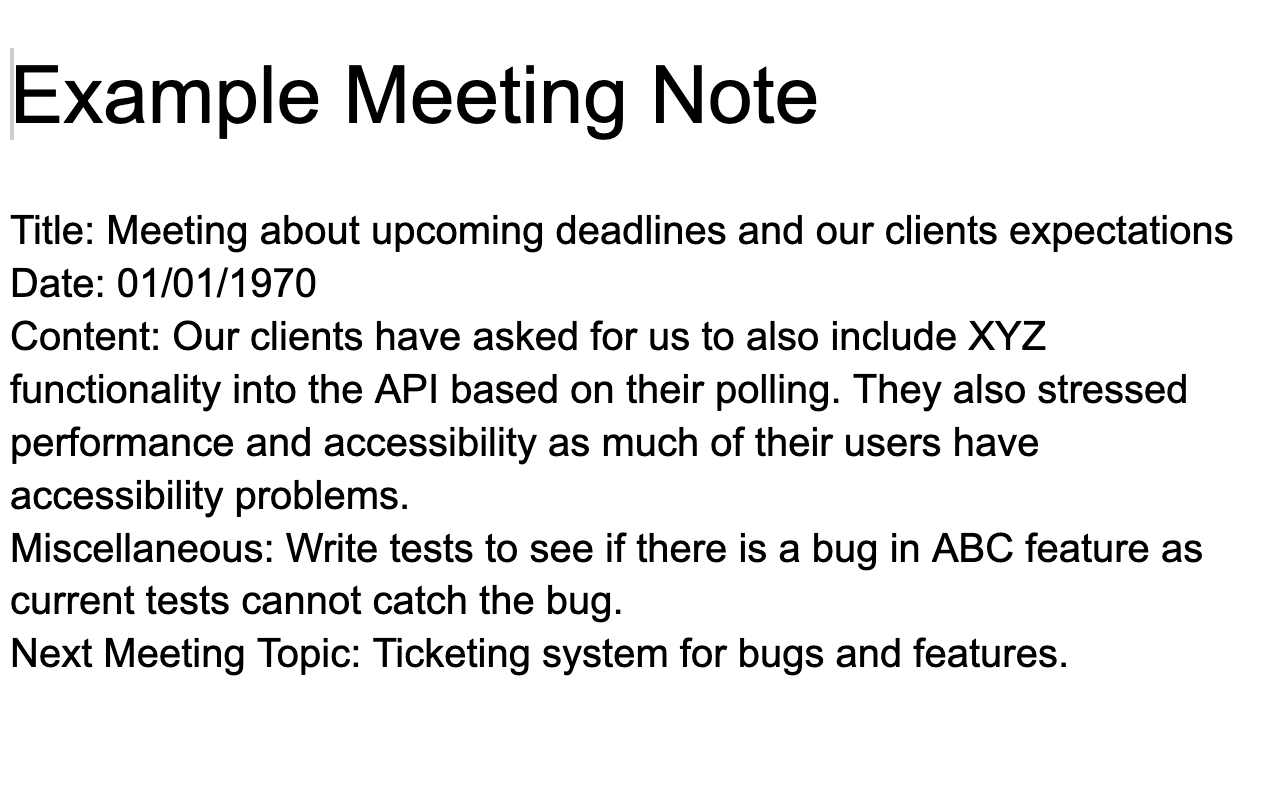 Example Meeting Note
Title: Meeting about upcoming deadlines and our clients expectations
Date: 01/01/1970
Content: Our clients have asked for us to also include XYZ
functionality into the API based on their polling. They also stressed
performance and accessibility as much of their users have
accessibility problems.
Miscellaneous: Write tests to see if there is a bug in ABC feature as
current tests cannot catch the bug.
Next Meeting Topic: Ticketing system for bugs and features.